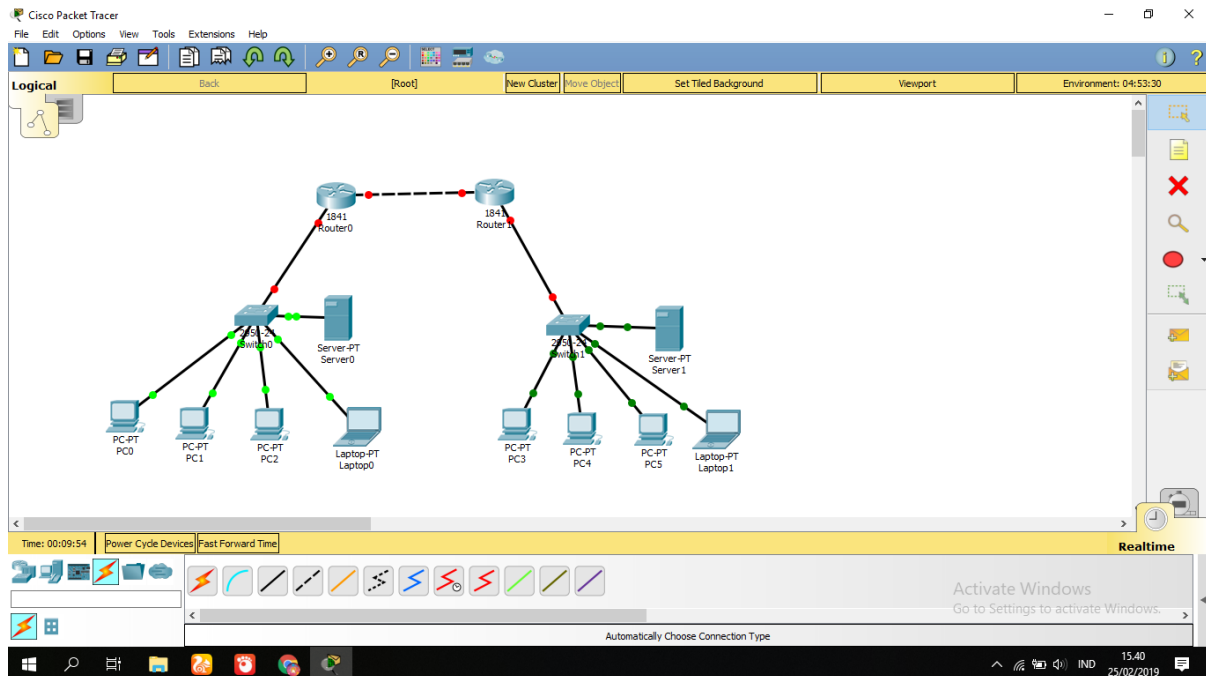 Cisco Packet Tracer
File Edit Options View Tools Extensions Help
Logical
Back
[Root]
New Cluster
Move Object
Set Tiled Background
Viewport
Environment: 04:53:30
1841
Router0
1841
Router1
2950-24
Switch0
Server-PT
Server0
2950-24
Switch1
Server-PT
Server1
PC-PT
PC0
PC-PT
PC1
PC-PT
PC2
Laptop-PT
Laptop0
PC-PT
PC3
PC-PT
PC4
PC-PT
PC5
Laptop-PT
Laptop1
Time: 00:09:54
Power Cycle Devices
Fast Forward Time
Realtime
Activate Windows
Go to Settings to activate Windows.
Automatically Choose Connection Type
IND
15.40
25/02/2019